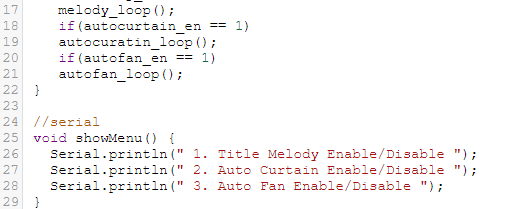 17 melody_loop();
18 if(autocurtain_en == 1)
19 autocuratin_loop();
20 if(autofan_en == 1)
21 autofan_loop();
22 }
23
24 //serial
25 void showMenu() {
26 Serial.println(" 1. Title Melody Enable/Disable ");
27 Serial.println(" 2. Auto Curtain Enable/Disable ");
28 Serial.println(" 3. Auto Fan Enable/Disable ");
29 }